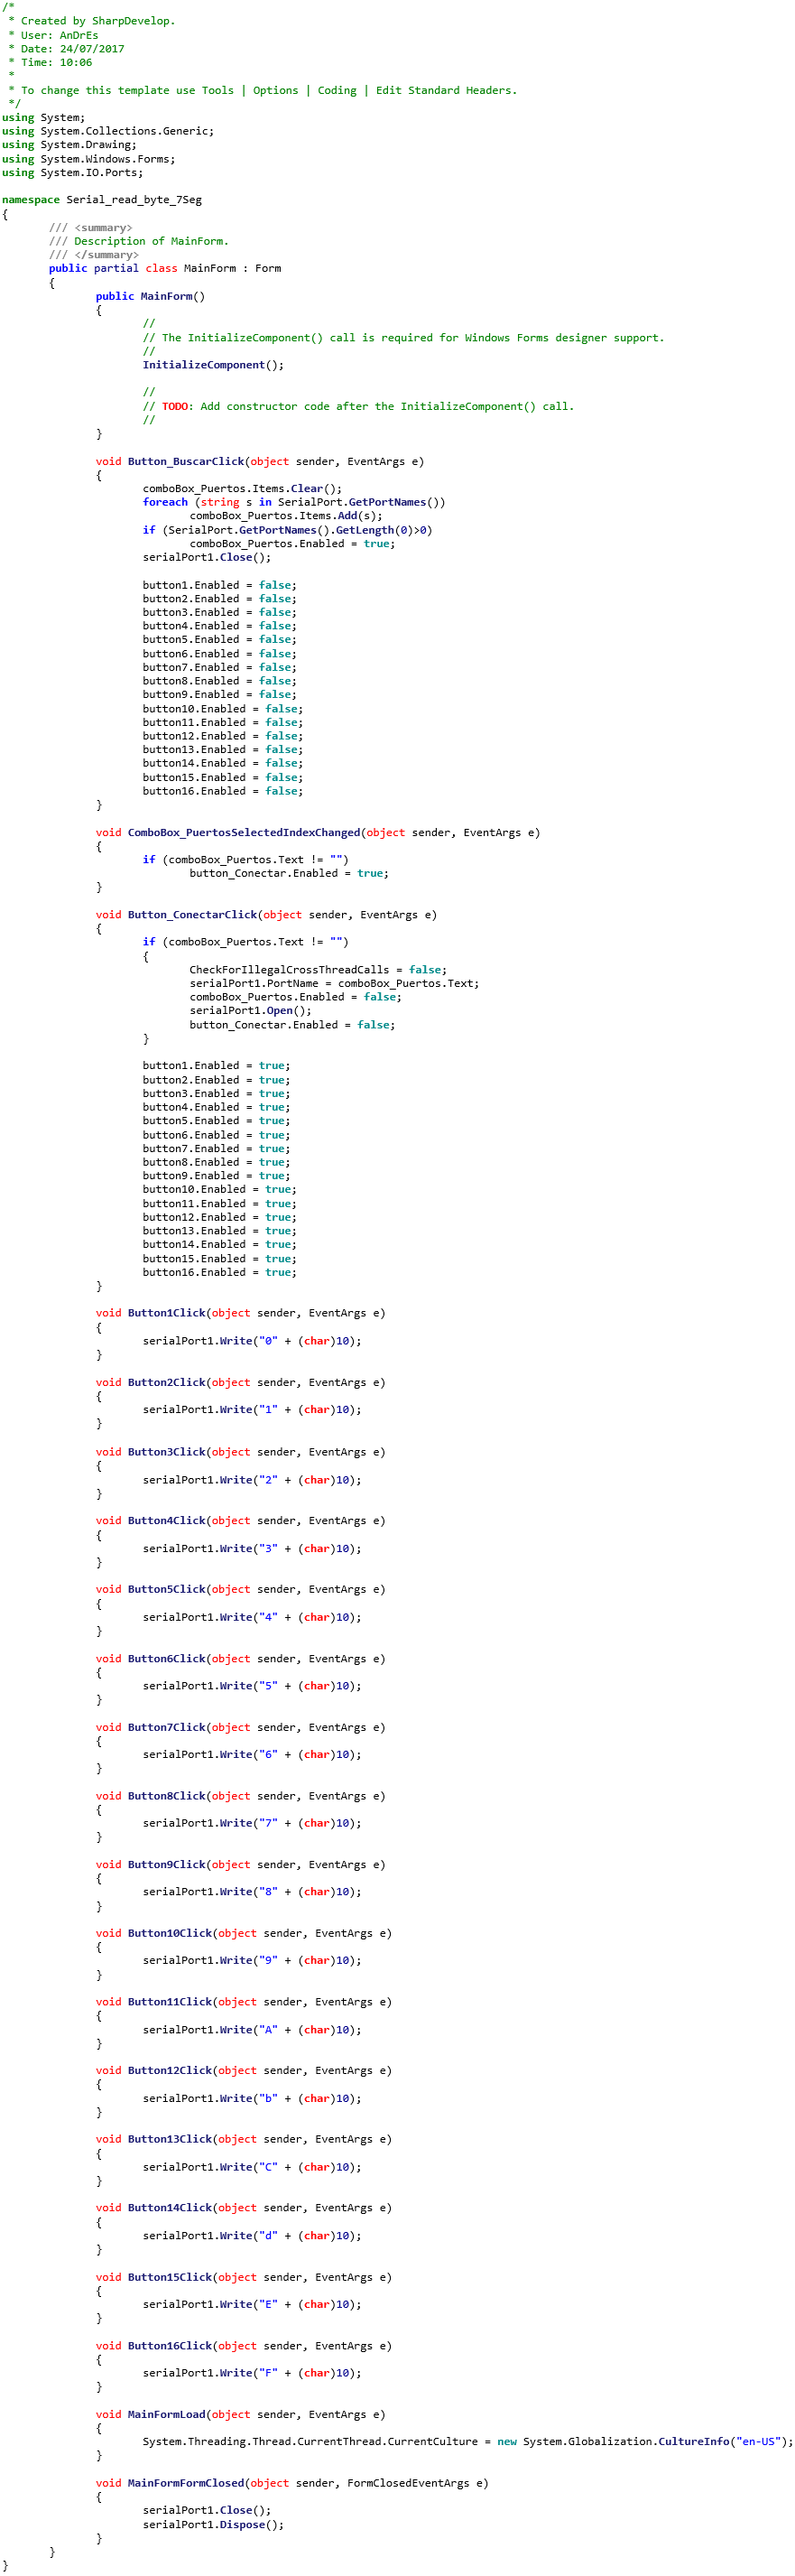 /*
 * Created by SharpDevelop.
 * User: AnDrEs
 * Date: 24/07/2017
 * Time: 10:06
 *
 * To change this template use Tools | Options | Coding | Edit Standard Headers.
 */
using System;
using System.Collections.Generic;
using System.Drawing;
using System.Windows.Forms;
using System.IO.Ports;

namespace Serial_read_byte_7Seg
{
	/// <summary>
	/// Description of MainForm.
	/// </summary>
	public partial class MainForm : Form
	{
		public MainForm()
		{
			//
			// The InitializeComponent() call is required for Windows Forms designer support.
			//
			InitializeComponent();

			//
			// TODO: Add constructor code after the InitializeComponent() call.
			//
		}

		void Button_BuscarClick(object sender, EventArgs e)
		{
			comboBox_Puertos.Items.Clear();
			foreach (string s in SerialPort.GetPortNames())
				comboBox_Puertos.Items.Add(s);
			if (SerialPort.GetPortNames().GetLength(0)>0)
				comboBox_Puertos.Enabled = true;
			serialPort1.Close();

			button1.Enabled = false;
			button2.Enabled = false;
			button3.Enabled = false;
			button4.Enabled = false;
			button5.Enabled = false;
			button6.Enabled = false;
			button7.Enabled = false;
			button8.Enabled = false;
			button9.Enabled = false;
			button10.Enabled = false;
			button11.Enabled = false;
			button12.Enabled = false;
			button13.Enabled = false;
			button14.Enabled = false;
			button15.Enabled = false;
			button16.Enabled = false;
		}

		void ComboBox_PuertosSelectedIndexChanged(object sender, EventArgs e)
		{
			if (comboBox_Puertos.Text != "")
				button_Conectar.Enabled = true;
		}

		void Button_ConectarClick(object sender, EventArgs e)
		{
			if (comboBox_Puertos.Text != "")
			{
				CheckForIllegalCrossThreadCalls = false;
				serialPort1.PortName = comboBox_Puertos.Text;
				comboBox_Puertos.Enabled = false;
				serialPort1.Open();
				button_Conectar.Enabled = false;
			}

			button1.Enabled = true;
			button2.Enabled = true;
			button3.Enabled = true;
			button4.Enabled = true;
			button5.Enabled = true;
			button6.Enabled = true;
			button7.Enabled = true;
			button8.Enabled = true;
			button9.Enabled = true;
			button10.Enabled = true;
			button11.Enabled = true;
			button12.Enabled = true;
			button13.Enabled = true;
			button14.Enabled = true;
			button15.Enabled = true;
			button16.Enabled = true;
		}

		void Button1Click(object sender, EventArgs e)
		{
			serialPort1.Write("0" + (char)10);
		}

		void Button2Click(object sender, EventArgs e)
		{
			serialPort1.Write("1" + (char)10);
		}

		void Button3Click(object sender, EventArgs e)
		{
			serialPort1.Write("2" + (char)10);
		}

		void Button4Click(object sender, EventArgs e)
		{
			serialPort1.Write("3" + (char)10);
		}

		void Button5Click(object sender, EventArgs e)
		{
			serialPort1.Write("4" + (char)10);
		}

		void Button6Click(object sender, EventArgs e)
		{
			serialPort1.Write("5" + (char)10);
		}

		void Button7Click(object sender, EventArgs e)
		{
			serialPort1.Write("6" + (char)10);
		}

		void Button8Click(object sender, EventArgs e)
		{
			serialPort1.Write("7" + (char)10);
		}

		void Button9Click(object sender, EventArgs e)
		{
			serialPort1.Write("8" + (char)10);
		}

		void Button10Click(object sender, EventArgs e)
		{
			serialPort1.Write("9" + (char)10);
		}

		void Button11Click(object sender, EventArgs e)
		{
			serialPort1.Write("A" + (char)10);
		}

		void Button12Click(object sender, EventArgs e)
		{
			serialPort1.Write("b" + (char)10);
		}

		void Button13Click(object sender, EventArgs e)
		{
			serialPort1.Write("C" + (char)10);
		}

		void Button14Click(object sender, EventArgs e)
		{
			serialPort1.Write("d" + (char)10);
		}

		void Button15Click(object sender, EventArgs e)
		{
			serialPort1.Write("E" + (char)10);
		}

		void Button16Click(object sender, EventArgs e)
		{
			serialPort1.Write("F" + (char)10);
		}

		void MainFormLoad(object sender, EventArgs e)
		{
			System.Threading.Thread.CurrentThread.CurrentCulture = new System.Globalization.CultureInfo("en-US");
		}

		void MainFormFormClosed(object sender, FormClosedEventArgs e)
		{
			serialPort1.Close();
			serialPort1.Dispose();
		}
	}
}